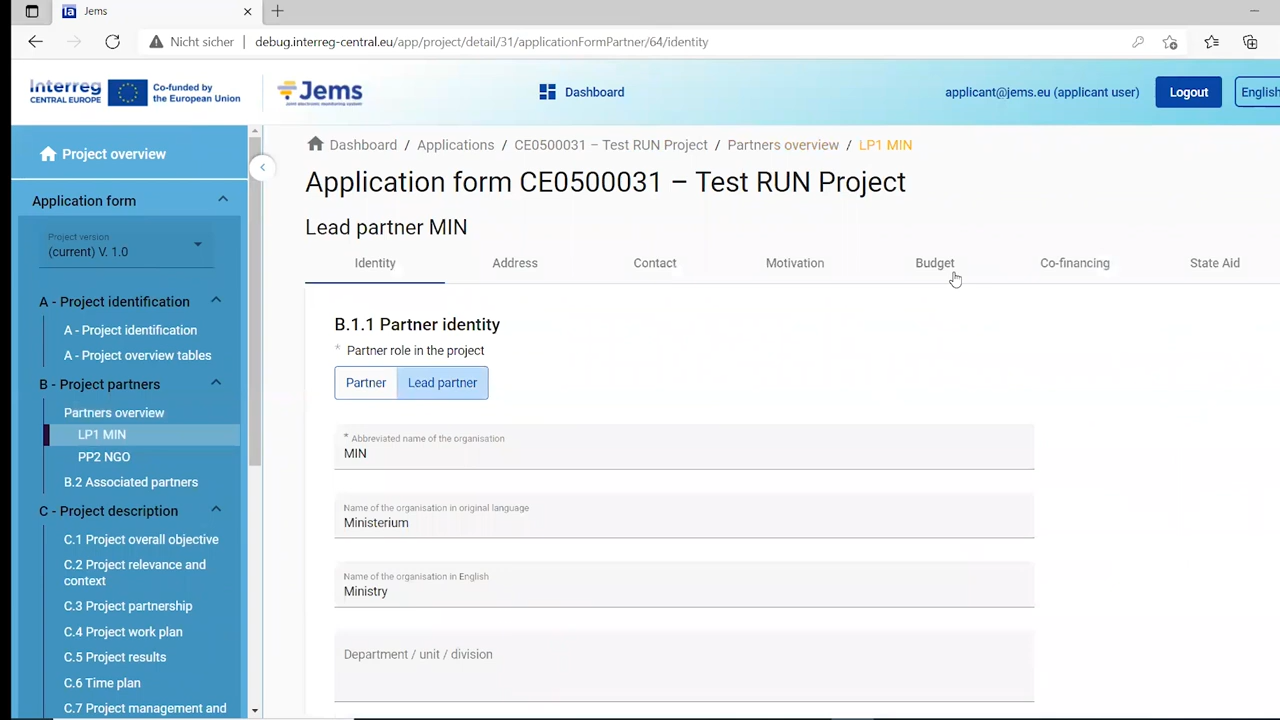 Jems
Nicht sicher
debug.interreg-central.eu/app/project/detail/31/applicationFormPartner/64/identity
Interreg
CENTRAL EUROPE
Co-funded by
the European Union
Jems
Joint electronic monitoring system
Dashboard
applicant@jems.eu (applicant user)
Logout
English
Project overview
Application form
Project version
(current) V. 1.0
A - Project identification
A - Project identification
A - Project overview tables
B - Project partners
Partners overview
LP1 MIN
PP2 NGO
B.2 Associated partners
C - Project description
C.1 Project overall objective
C.2 Project relevance and
context
C.3 Project partnership
C.4 Project work plan
C.5 Project results
C.6 Time plan
C.7 Project management and
Dashboard / Applications / CE0500031 – Test RUN Project / Partners overview / LP1 MIN
Application form CE0500031 – Test RUN Project
Lead partner MIN
Identity
Address
Contact
Motivation
Budget
Co-financing
State Aid
B.1.1 Partner identity
* Partner role in the project
Partner
Lead partner
* Abbreviated name of the organisation
MIN
Name of the organisation in original language
Ministerium
Name of the organisation in English
Ministry
Department / unit / division